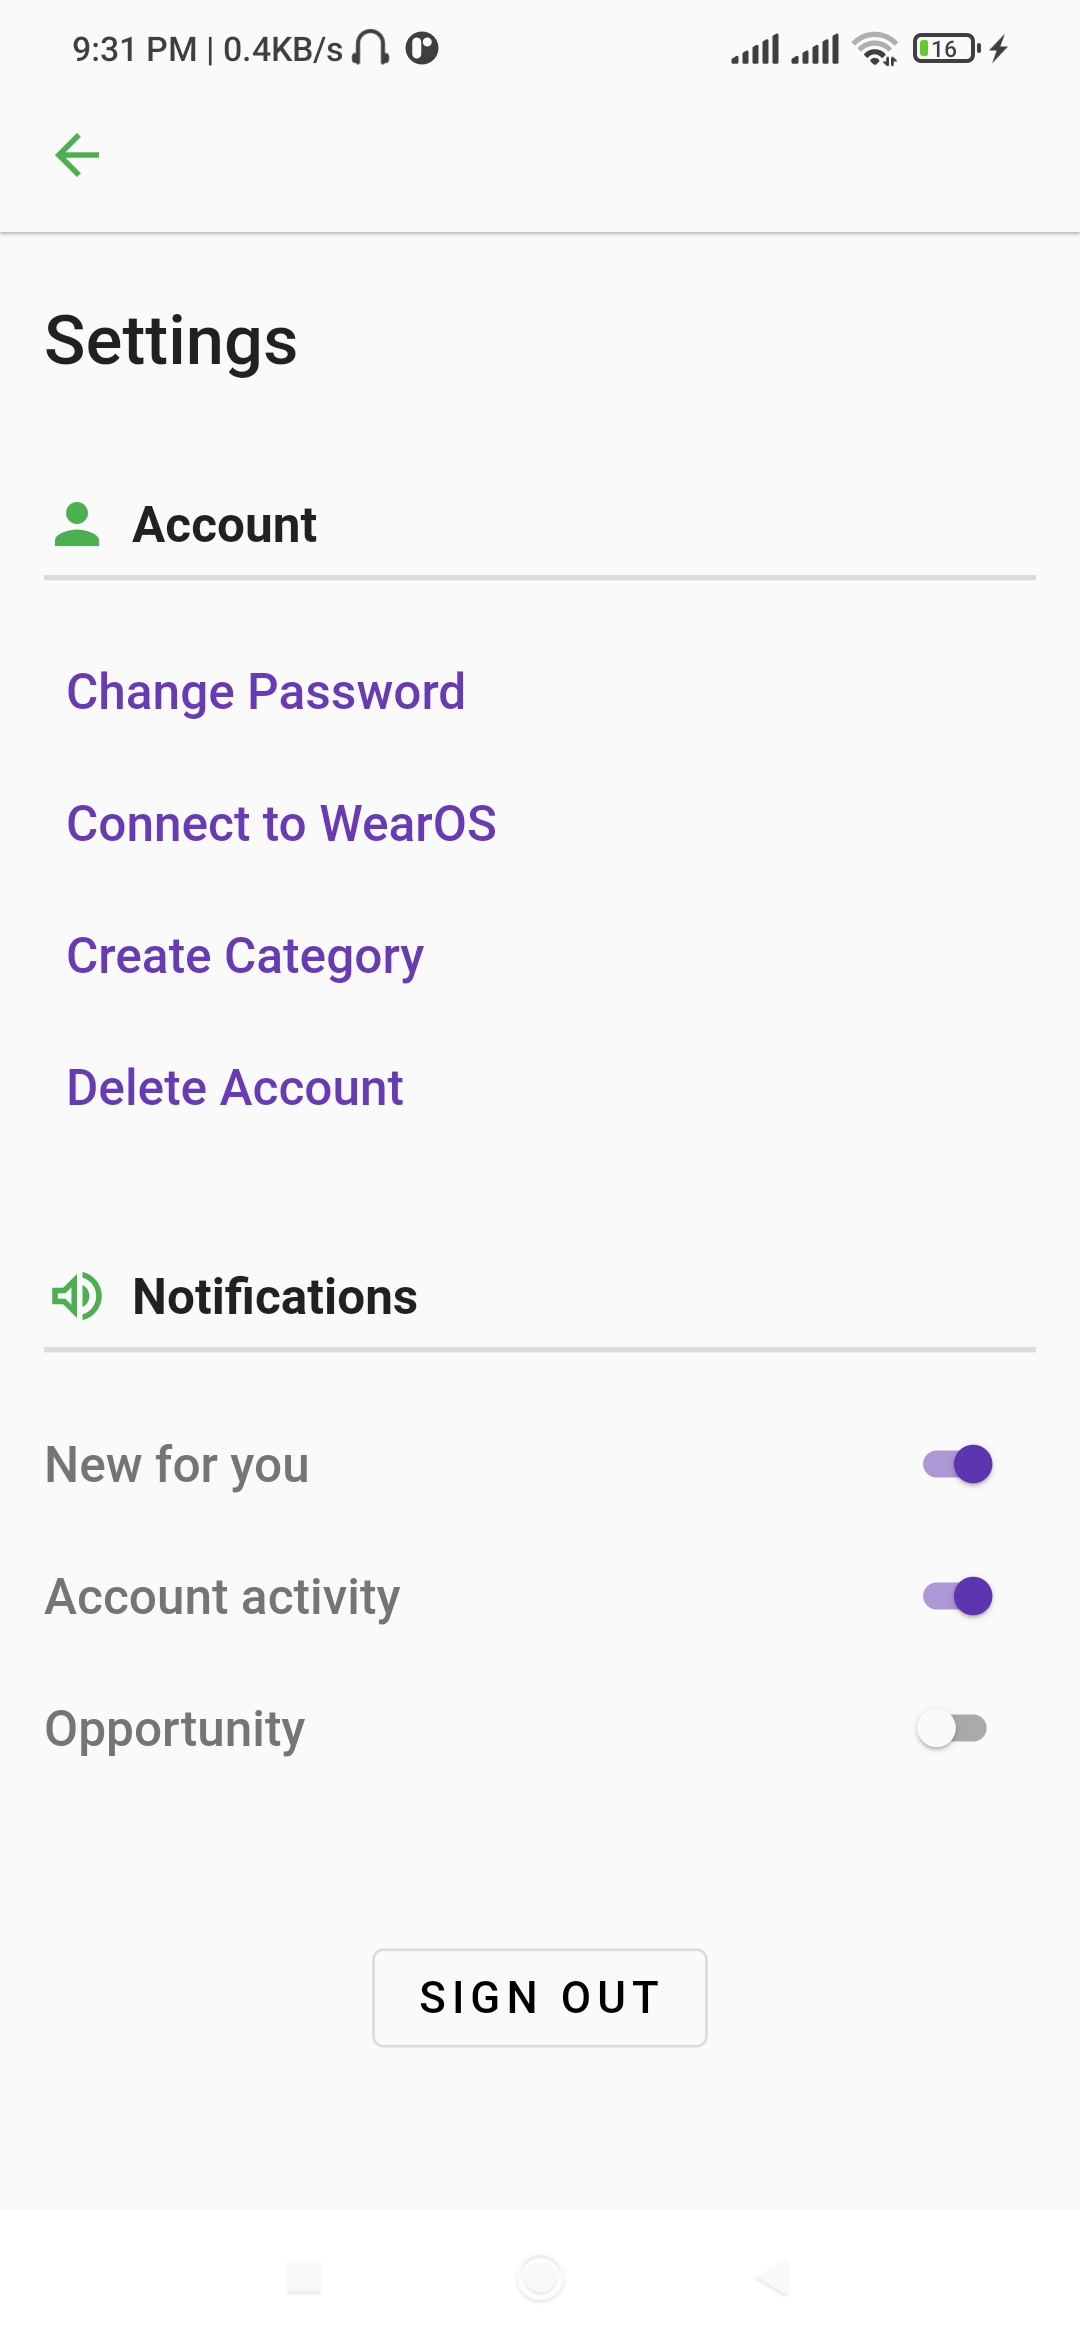 9:31 PM | 0.4KB/s 16
Settings
Account
Change Password
Connect to WearOS
Create Category
Delete Account
Notifications
New for you
Account activity
Opportunity
SIGN OUT